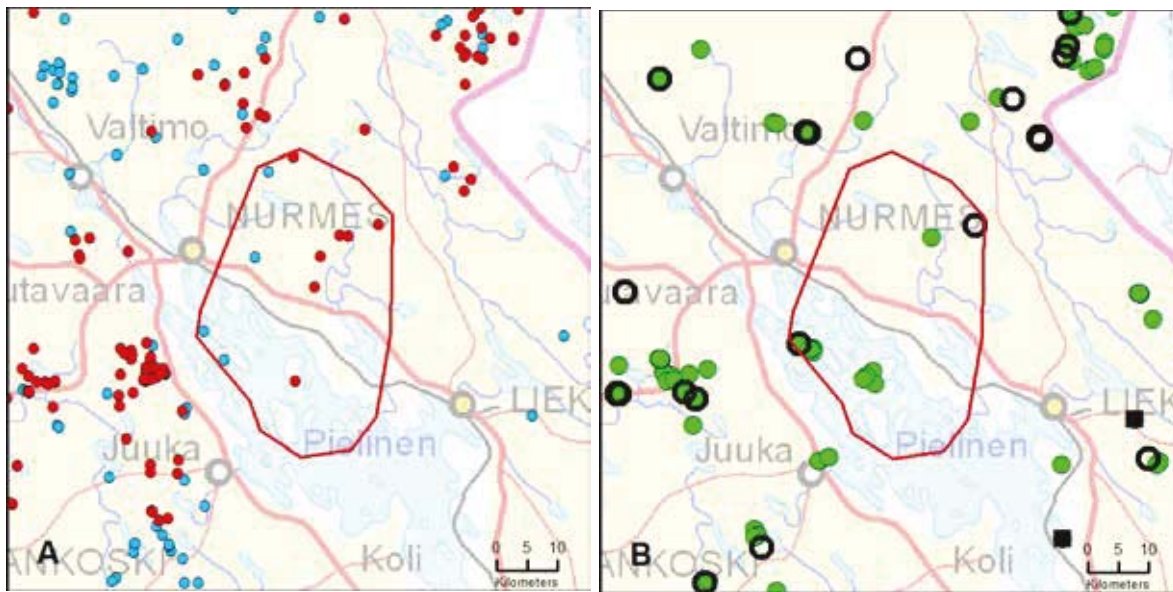 Valtimo
NURMES
utavaara
LIEK
Juuka
Pielinen
A
ANKOSKI
Koli
0 5 10
Kilometers
Valtimo
NURMES
utavaara
LIEK
Juuka
Pielinen
B
ANKOSKI
Koli
0 5 10
Kilometers